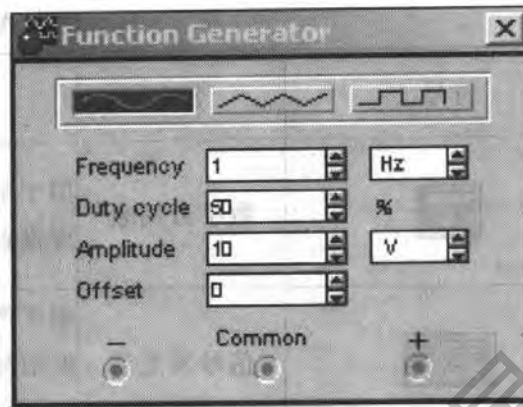 Function Generator
Frequency 1 Hz
Duty cycle 50 %
Amplitude 10 V
Offset 0
− Common +